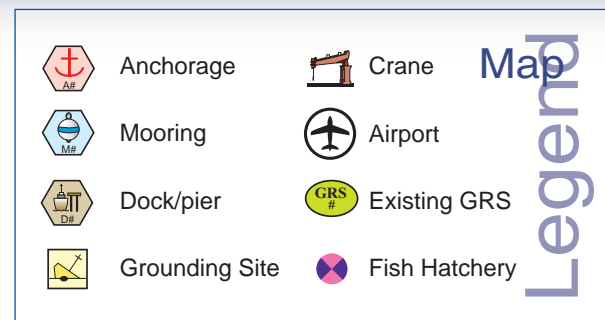 Map
Legend
Anchorage
A#
Mooring
M#
Dock/pier
D#
Grounding Site
Crane
Airport
GRS
#
Existing GRS
Fish Hatchery